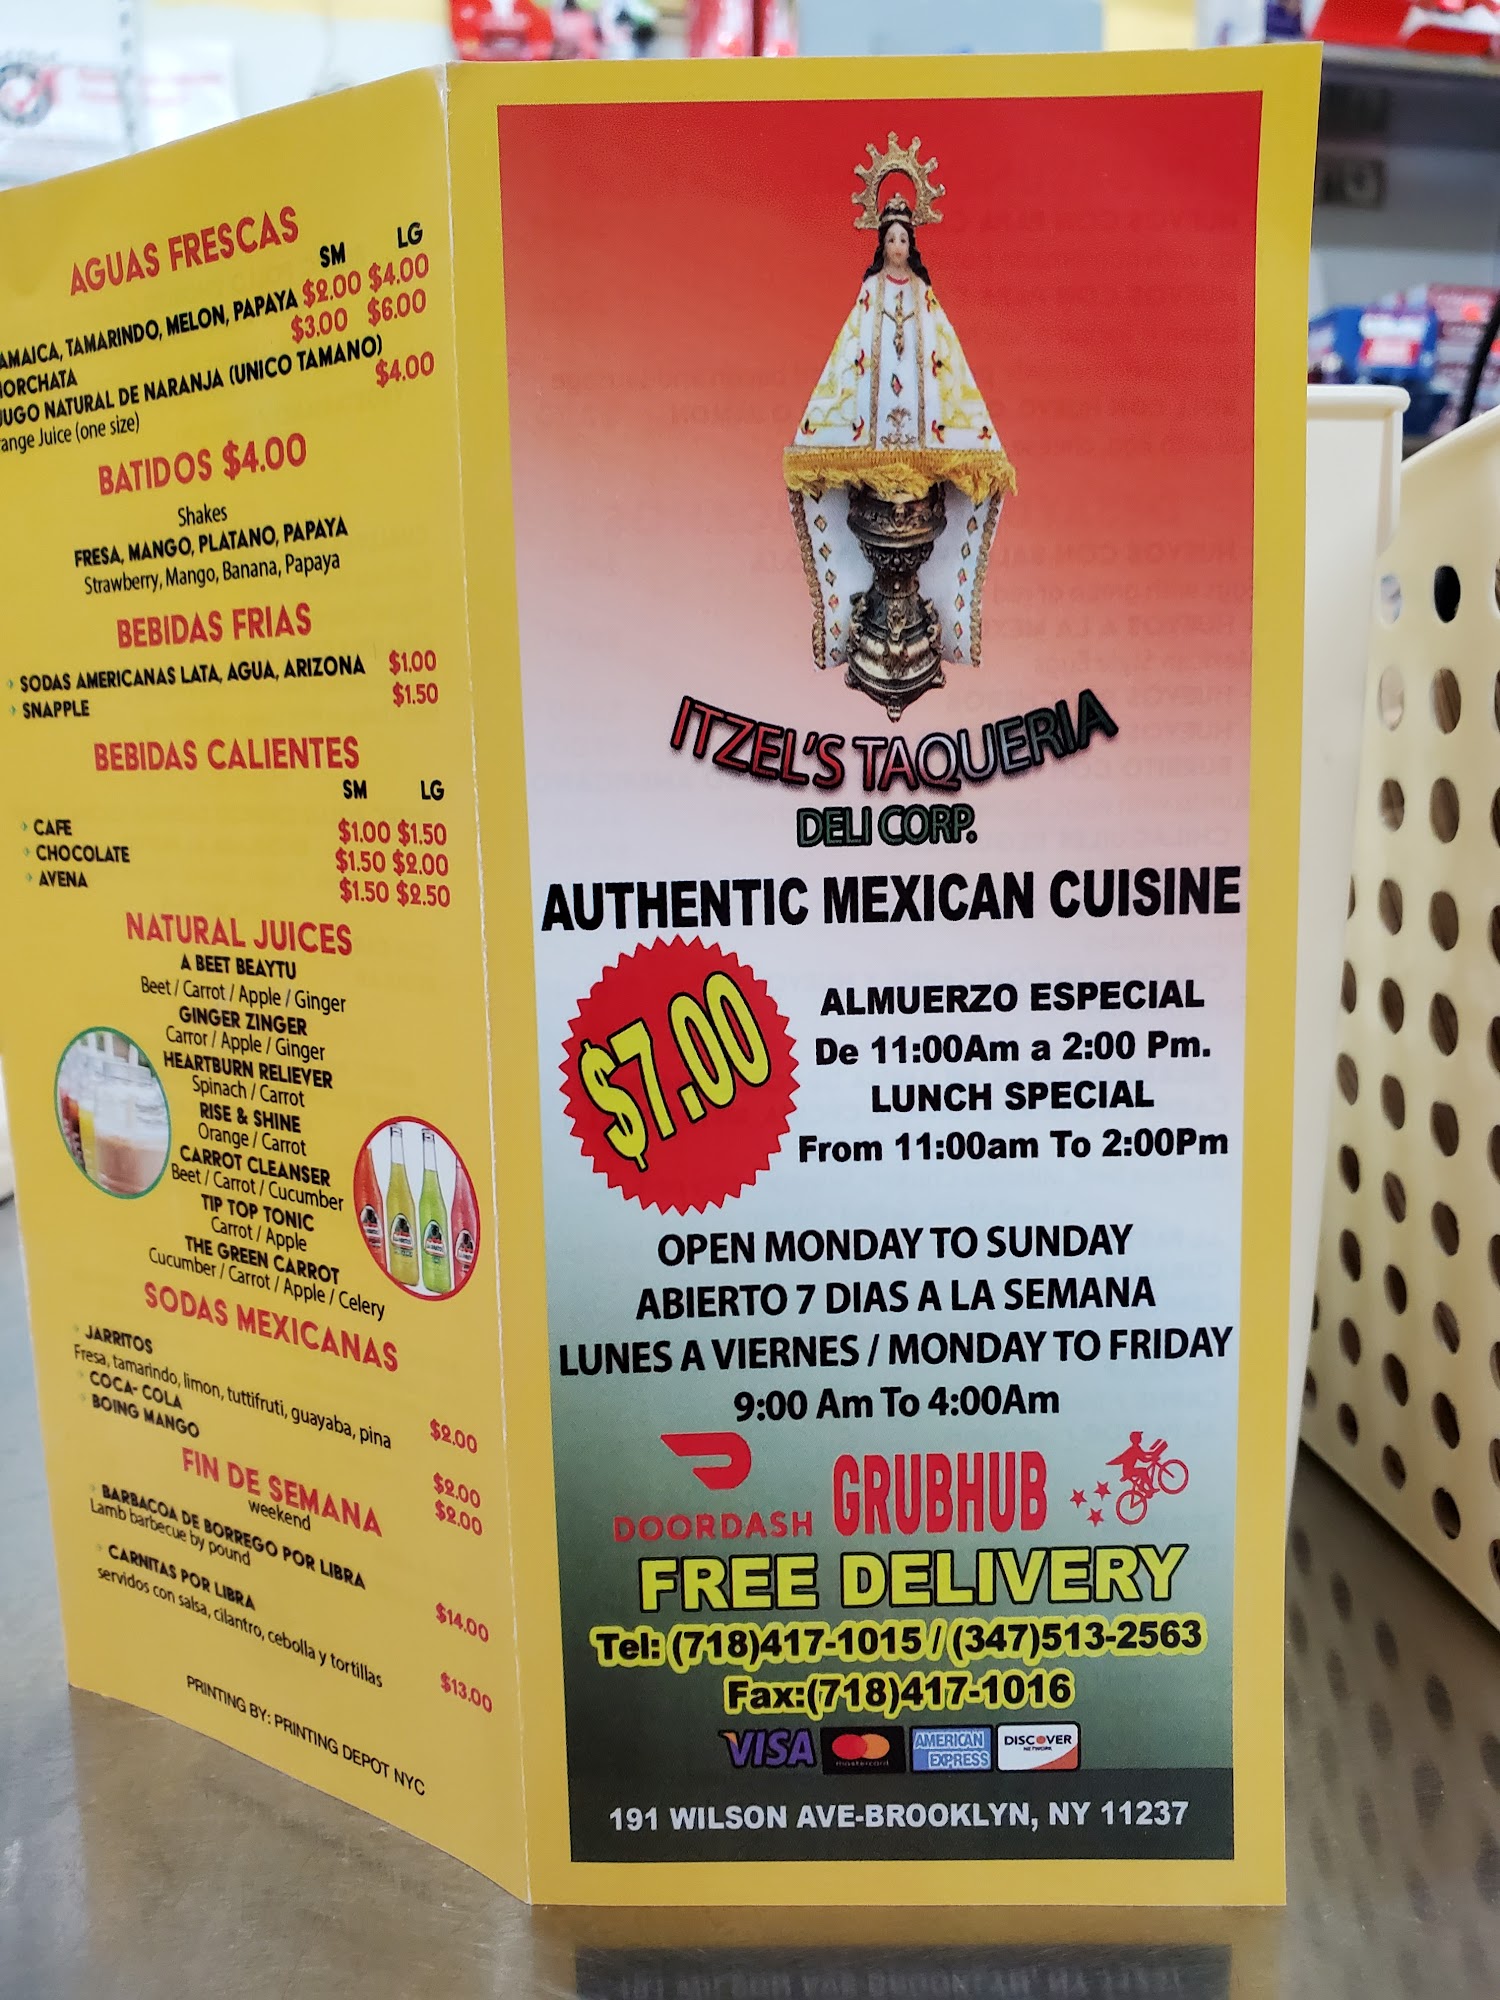 AGUAS FRESCAS
SM LG
AMAICA, TAMARINDO, MELON, PAPAYA $2.00 $4.00
HORCHATA $3.00 $6.00
JUGO NATURAL DE NARANJA (UNICO TAMANO)
ange Juice (one size) $4.00
BATIDOS $4.00
Shakes
FRESA, MANGO, PLATANO, PAPAYA
Strawberry, Mango, Banana, Papaya
BEBIDAS FRIAS
SODAS AMERICANAS LATA, AGUA, ARIZONA $1.00
SNAPPLE $1.50
BEBIDAS CALIENTES
SM LG
CAFE $1.00 $1.50
CHOCOLATE $1.50 $2.00
AVENA $1.50 $2.50
NATURAL JUICES
A BEET BEAYTU
Beet / Carrot / Apple / Ginger
GINGER ZINGER
Carror / Apple / Ginger
HEARTBURN RELIEVER
Spinach / Carrot
RISE & SHINE
Orange / Carrot
CARROT CLEANSER
Beet / Carrot / Cucumber
TIP TOP TONIC
Carrot / Apple
THE GREEN CARROT
Cucumber / Carrot / Apple / Celery
SODAS MEXICANAS
JARRITOS
Fresa, tamarindo, limon, tuttifruti, guayaba, pina $2.00
COCA- COLA $2.00
BOING MANGO $2.00
FIN DE SEMANA
weekend
BARBACOA DE BORREGO POR LIBRA
Lamb barbecue by pound $14.00
CARNITAS POR LIBRA
servidos con salsa, cilantro, cebolla y tortillas $13.00
PRINTING BY: PRINTING DEPOT NYC
ITZEL'S TAQUERIA
DELI CORP.
AUTHENTIC MEXICAN CUISINE
$7.00
ALMUERZO ESPECIAL
De 11:00Am a 2:00 Pm.
LUNCH SPECIAL
From 11:00am To 2:00Pm
OPEN MONDAY TO SUNDAY
ABIERTO 7 DIAS A LA SEMANA
LUNES A VIERNES / MONDAY TO FRIDAY
9:00 Am To 4:00Am
DOORDASH GRUBHUB
FREE DELIVERY
Tel: (718)417-1015 / (347)513-2563
Fax:(718)417-1016
VISA mastercard AMERICAN EXPRESS DISCOVER NETWORK
191 WILSON AVE-BROOKLYN, NY 11237